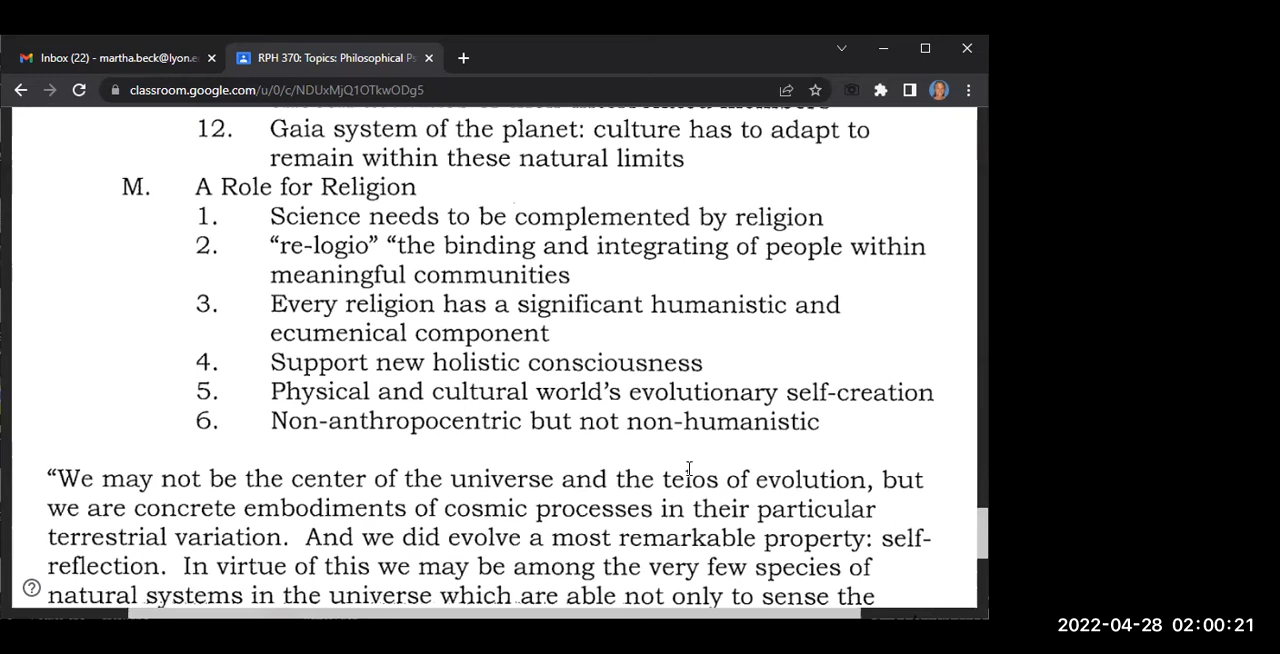 Inbox (22) - martha.beck@lyon.e
RPH 370: Topics: Philosophical Ps
classroom.google.com/u/0/c/NDUxMjQ1OTkwODg5
12. Gaia system of the planet: culture has to adapt to
remain within these natural limits
M. A Role for Religion
1. Science needs to be complemented by religion
2. “re-logio” “the binding and integrating of people within
meaningful communities
3. Every religion has a significant humanistic and
ecumenical component
4. Support new holistic consciousness
5. Physical and cultural world’s evolutionary self-creation
6. Non-anthropocentric but not non-humanistic
“We may not be the center of the universe and the telos of evolution, but
we are concrete embodiments of cosmic processes in their particular
terrestrial variation. And we did evolve a most remarkable property: self-
reflection. In virtue of this we may be among the very few species of
natural systems in the universe which are able not only to sense the
2022-04-28 02:00:21